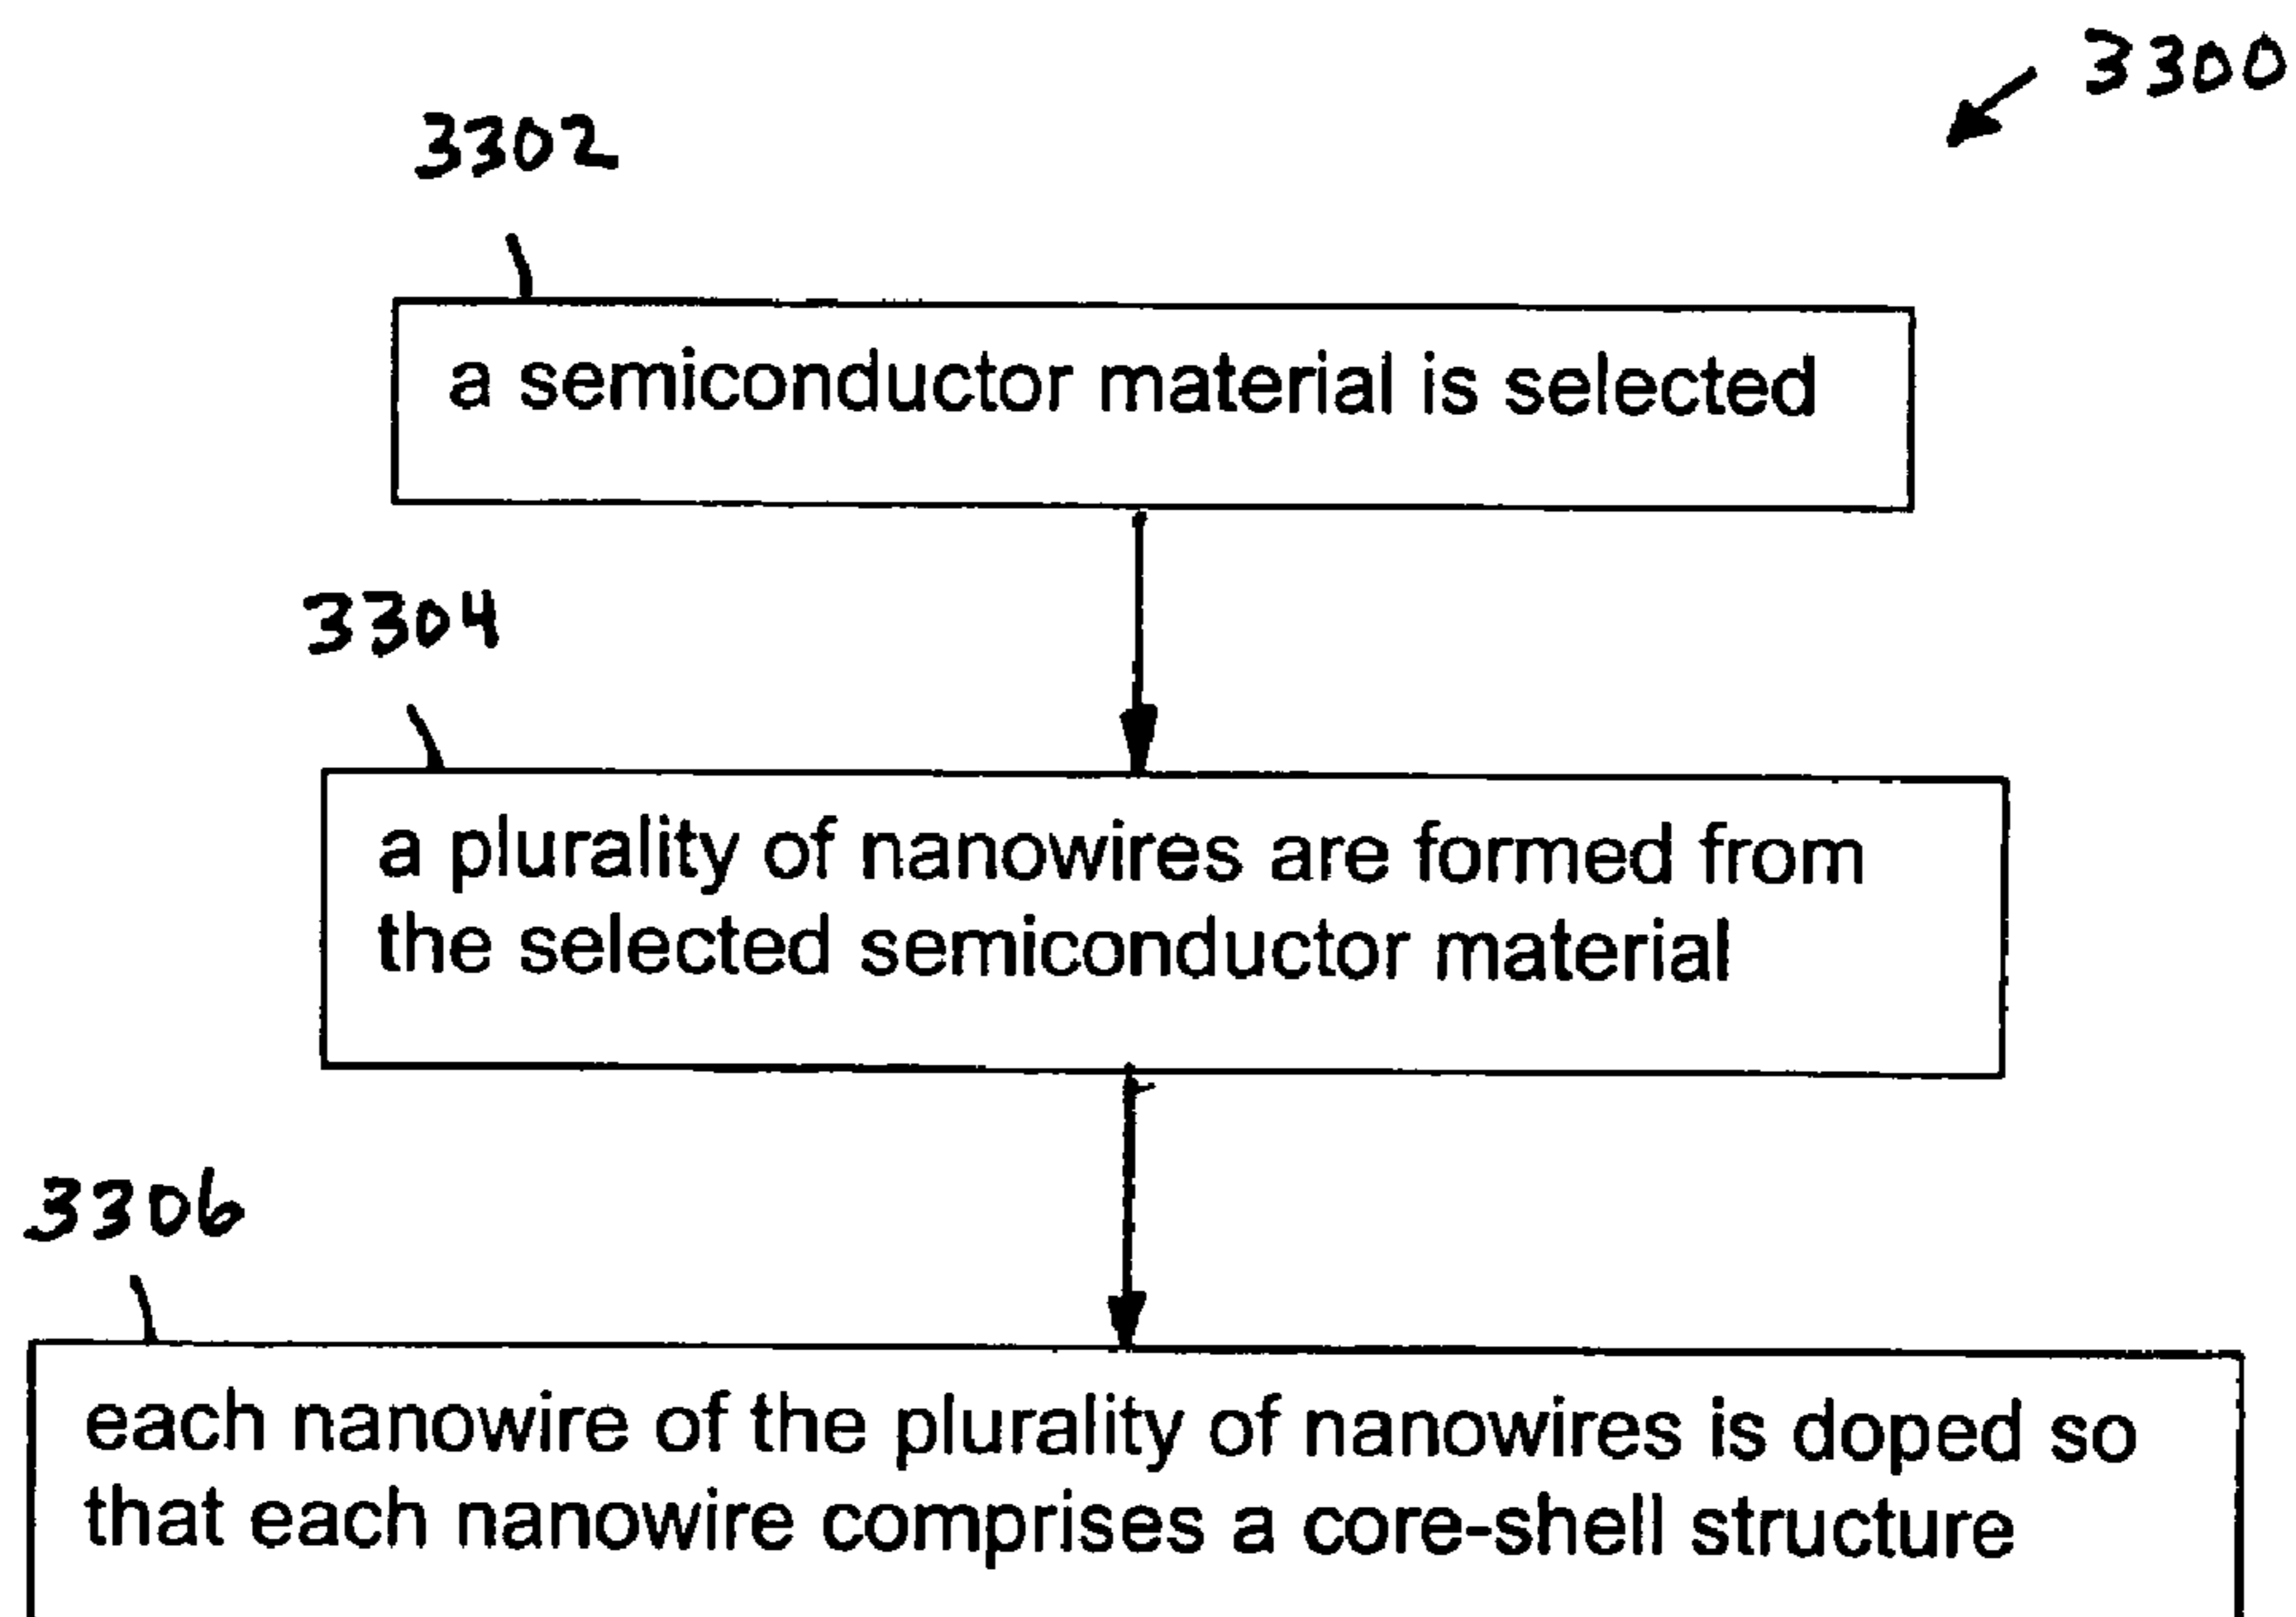 3300
3302
a semiconductor material is selected
3304
a plurality of nanowires are formed from
the selected semiconductor material
3306
each nanowire of the plurality of nanowires is doped so
that each nanowire comprises a core-shell structure